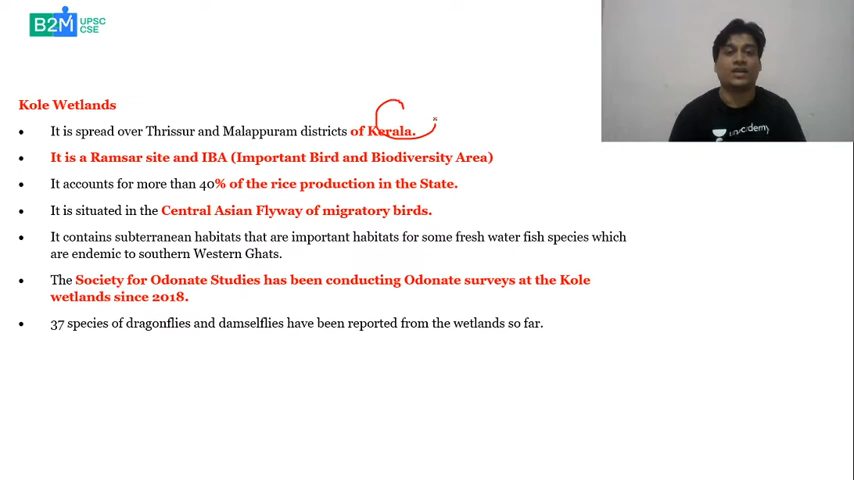 B2M UPSC
CSE
Kole Wetlands
• It is spread over Thrissur and Malappuram districts of Kerala.
• It is a Ramsar site and IBA (Important Bird and Biodiversity Area)
• It accounts for more than 40% of the rice production in the State.
• It is situated in the Central Asian Flyway of migratory birds.
• It contains subterranean habitats that are important habitats for some fresh water fish species which
are endemic to southern Western Ghats.
• The Society for Odonate Studies has been conducting Odonate surveys at the Kole
wetlands since 2018.
• 37 species of dragonflies and damselflies have been reported from the wetlands so far.
unacademy